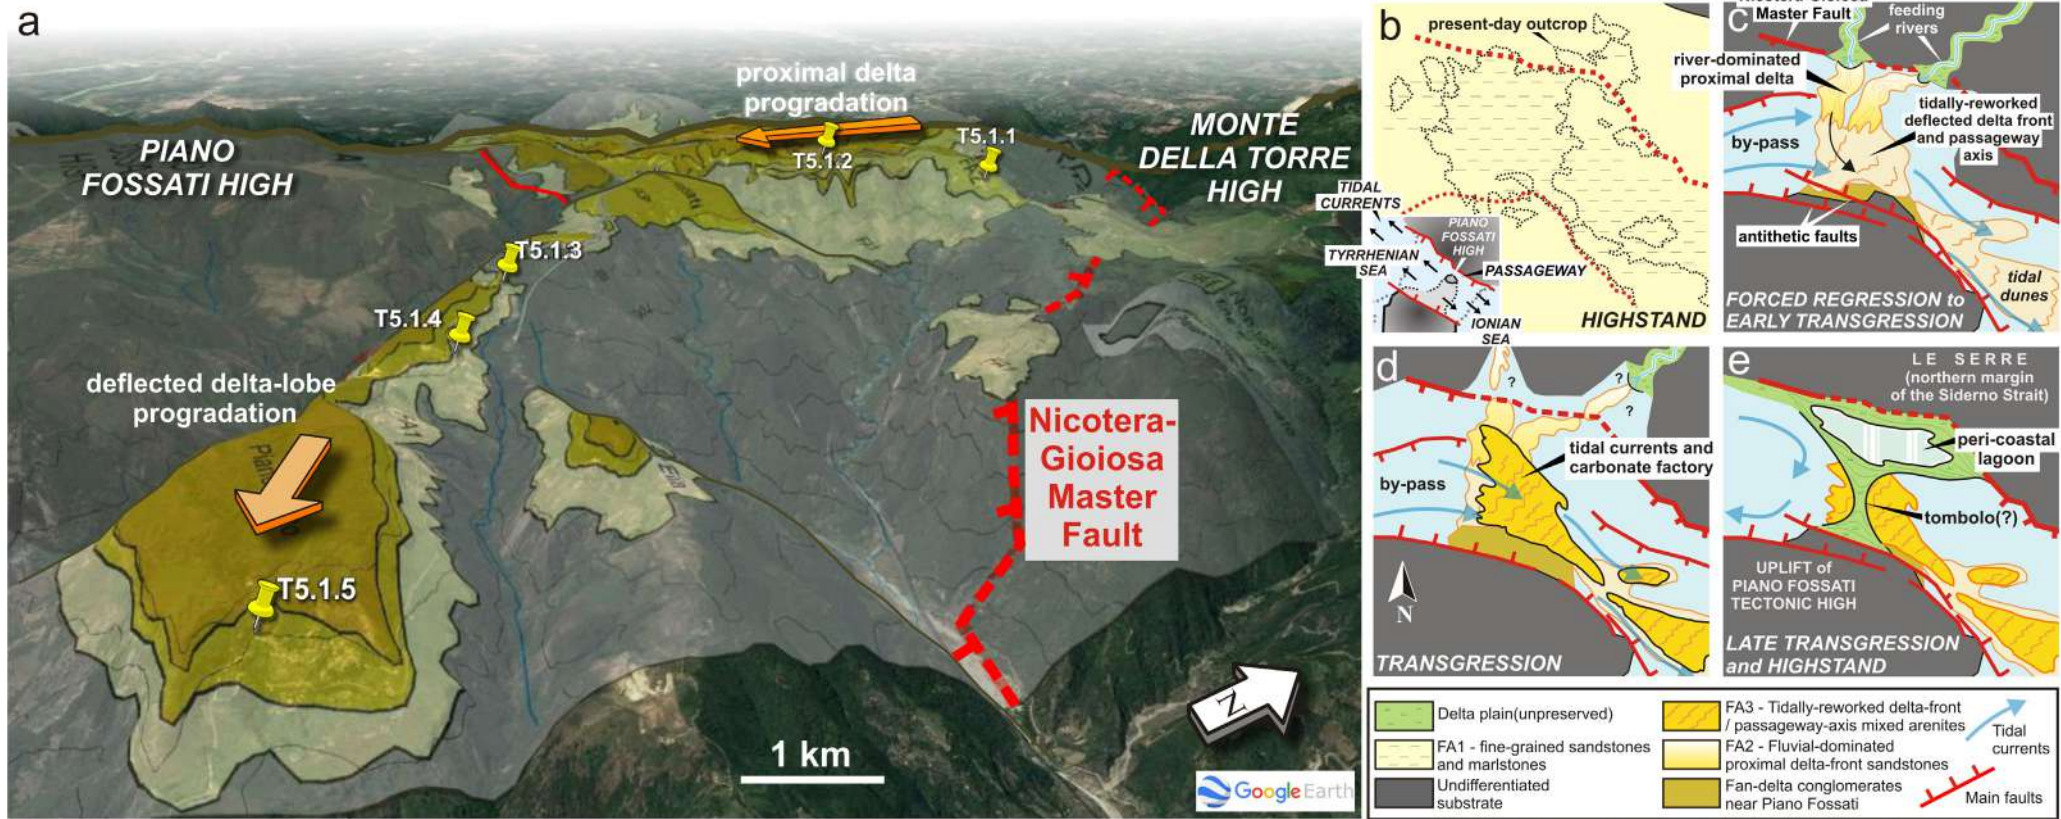 a
proximal delta
progradation
T5.1.1
T5.1.2
PIANO
FOSSATI HIGH
MONTE
DELLA TORRE
HIGH
T5.1.3
T5.1.4
deflected delta-lobe
progradation
T5.1.5
Nicotera-
Gioiosa
Master
Fault
1 km
N
Google Earth
b
present-day outcrop
TIDAL
CURRENTS
PIANO
FOSSATI
HIGH
TYRRHENIAN
SEA
PASSAGEWAY
IONIAN
SEA
HIGHSTAND
c
Master Fault
feeding
rivers
river-dominated
proximal delta
tidally-reworked
deflected delta front
and passageway
axis
by-pass
antithetic faults
tidal
dunes
FORCED REGRESSION to
EARLY TRANSGRESSION
d
?
?
?
tidal currents and
carbonate factory
by-pass
N
TRANSGRESSION
e
LE SERRE
(northern margin
of the Siderno Strait)
peri-coastal
lagoon
tombolo(?)
UPLIFT of
PIANO FOSSATI
TECTONIC HIGH
LATE TRANSGRESSION
and HIGHSTAND
Delta plain(unpreserved)
FA1 - fine-grained sandstones
and marlstones
Undifferentiated
substrate
FA3 - Tidally-reworked delta-front
/ passageway-axis mixed arenites
FA2 - Fluvial-dominated
proximal delta-front sandstones
Fan-delta conglomerates
near Piano Fossati
Tidal
currents
Main faults